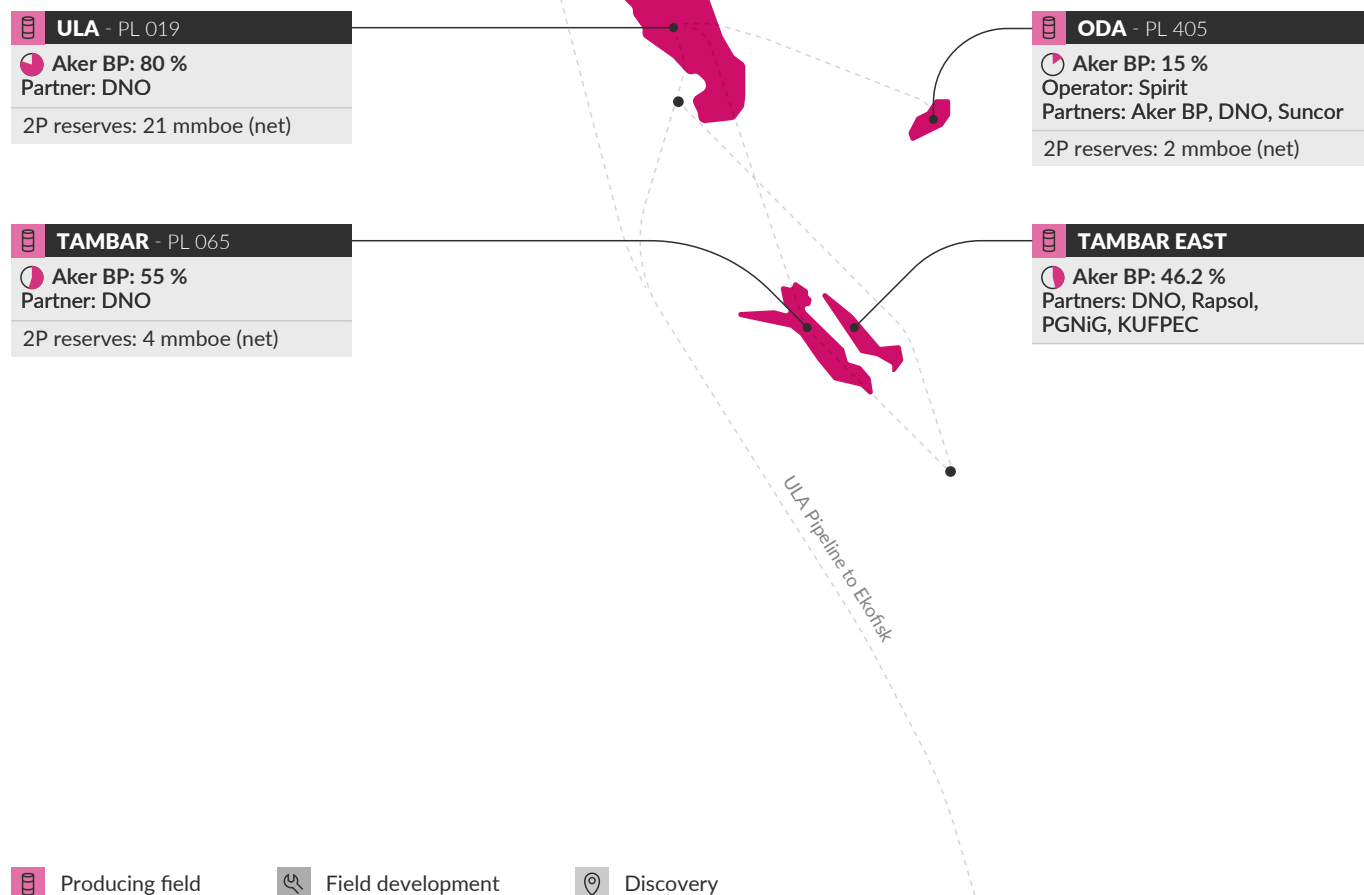 ULA - PL 019
Aker BP: 80 %
Partner: DNO
2P reserves: 21 mmboe (net)
ODA - PL 405
Aker BP: 15 %
Operator: Spirit
Partners: Aker BP, DNO, Suncor
2P reserves: 2 mmboe (net)
TAMBAR - PL 065
Aker BP: 55 %
Partner: DNO
2P reserves: 4 mmboe (net)
TAMBAR EAST
Aker BP: 46.2 %
Partners: DNO, Rapsol,
PGNiG, KUFPEC
ULA Pipeline to Ekofisk
Producing field
Field development
Discovery